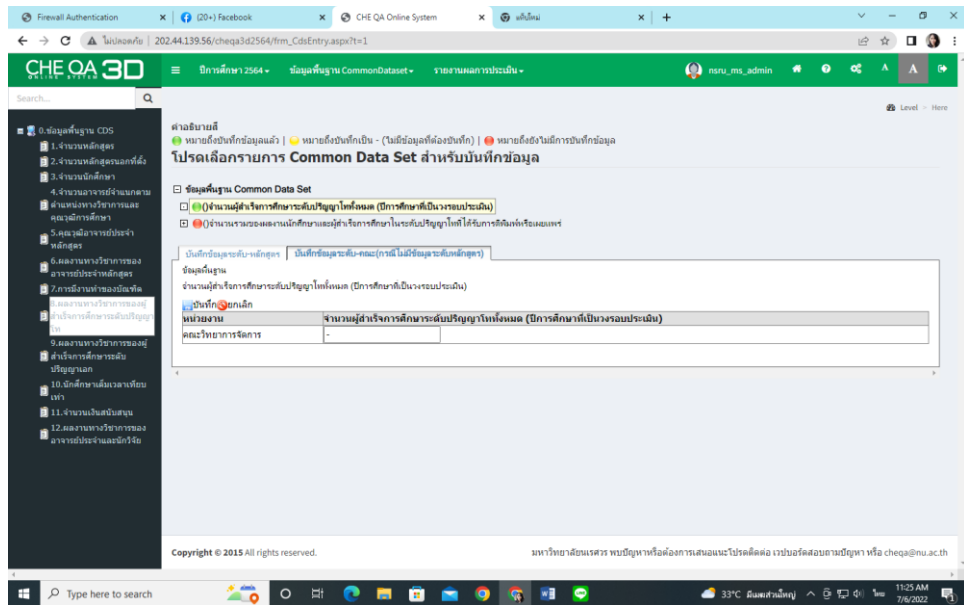 Firewall Authentication
(20+) Facebook
CHE QA Online System
แท็บใหม่
ไม่ปลอดภัย | 202.44.139.56/cheqa3d2564/frm_CdsEntry.aspx?t=1
CHE QA 3D
ONLINE SYSTEM
ปีการศึกษา 2564
ข้อมูลพื้นฐาน CommonDataset
รายงานผลการประเมิน
nsru_ms_admin
A
A
Search...
Level > Here
0.ข้อมูลพื้นฐาน CDS
1.จำนวนหลักสูตร
2.จำนวนหลักสูตรนอกที่ตั้ง
3.จำนวนนักศึกษา
4.จำนวนอาจารย์จำแนกตาม
ตำแหน่งทางวิชาการและ
คุณวุฒิการศึกษา
5.คุณวุฒิอาจารย์ประจำ
หลักสูตร
6.ผลงานทางวิชาการของ
อาจารย์ประจำหลักสูตร
7.การมีงานทำของบัณฑิต
8.ผลงานทางวิชาการของผู้
สำเร็จการศึกษาระดับปริญญา
โท
9.ผลงานทางวิชาการของผู้
สำเร็จการศึกษาระดับ
ปริญญาเอก
10.นักศึกษาเต็มเวลาเทียบ
เท่า
11.จำนวนเงินสนับสนุน
12.ผลงานทางวิชาการของ
อาจารย์ประจำและนักวิจัย
คำอธิบายสี
หมายถึงบันทึกข้อมูลแล้ว | หมายถึงบันทึกเป็น - (ไม่มีข้อมูลที่ต้องบันทึก) | หมายถึงยังไม่มีการบันทึกข้อมูล
โปรดเลือกรายการ Common Data Set สำหรับบันทึกข้อมูล
ข้อมูลพื้นฐาน Common Data Set
()จำนวนผู้สำเร็จการศึกษาระดับปริญญาโททั้งหมด (ปีการศึกษาที่เป็นวงรอบประเมิน)
()จำนวนรวมของผลงานนักศึกษาและผู้สำเร็จการศึกษาในระดับปริญญาโทที่ได้รับการตีพิมพ์หรือเผยแพร่
บันทึกข้อมูลระดับ-หลักสูตร
บันทึกข้อมูลระดับ-คณะ(กรณีไม่มีข้อมูลระดับหลักสูตร)
ข้อมูลพื้นฐาน
จำนวนผู้สำเร็จการศึกษาระดับปริญญาโททั้งหมด (ปีการศึกษาที่เป็นวงรอบประเมิน)
บันทึก ยกเลิก
หน่วยงาน
จำนวนผู้สำเร็จการศึกษาระดับปริญญาโททั้งหมด (ปีการศึกษาที่เป็นวงรอบประเมิน)
คณะวิทยาการจัดการ
-
Copyright © 2015 All rights reserved.
มหาวิทยาลัยนเรศวร พบปัญหาหรือต้องการเสนอแนะโปรดติดต่อ เวปบอร์ดสอบถามปัญหา หรือ cheqa@nu.ac.th
Type here to search
33°C มีแดดส่วนใหญ่
ไทย
11:25 AM
7/6/2022